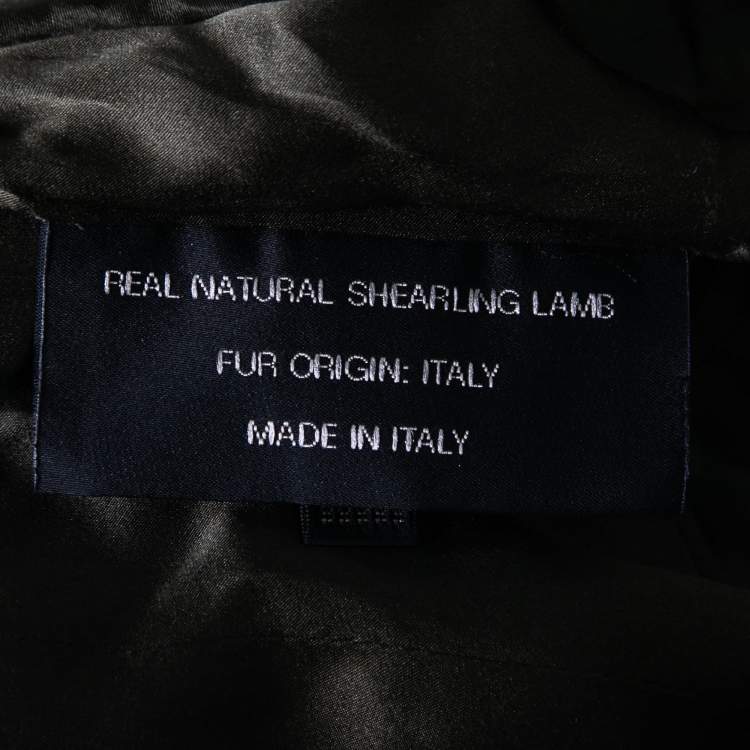 REAL NATURAL SHEARLING LAMB
FUR ORIGIN: ITALY
MADE IN ITALY